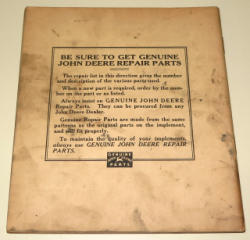 BE SURE TO GET GENUINE
JOHN DEERE REPAIR PARTS
The repair list in this direction gives the number
and description of the various parts used.
When a new part is required, order by the num-
ber on the part or as listed.
Always insist on GENUINE JOHN DEERE
Repair Parts. They can be procured from any
John Deere Dealer.
Genuine Repair Parts are made from the same
patterns as the original parts on the implement,
and will fit properly.
To maintain the quality of your implements,
always use GENUINE JOHN DEERE REPAIR
PARTS.
GENUINE
PARTS